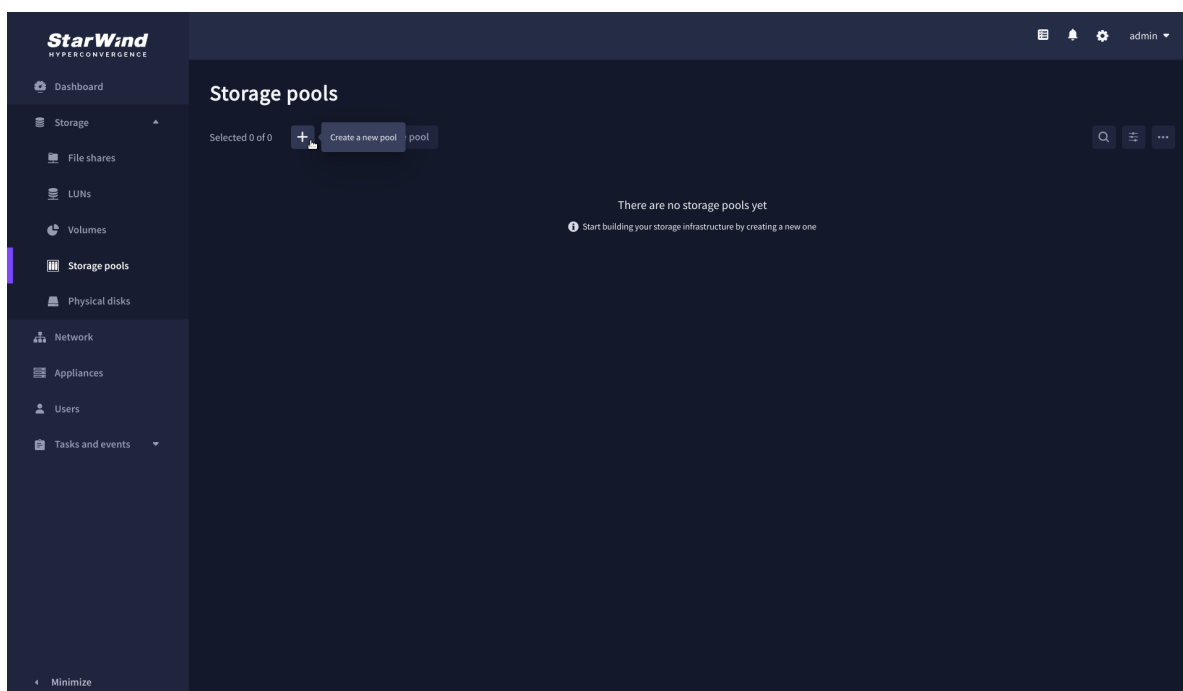 StarWind
HYPERCONVERGENCE
admin
Dashboard
Storage
File shares
LUNs
Volumes
Storage pools
Physical disks
Network
Appliances
Users
Tasks and events
Minimize
Storage pools
Selected 0 of 0
Create a new pool
pool
There are no storage pools yet
Start building your storage infrastructure by creating a new one